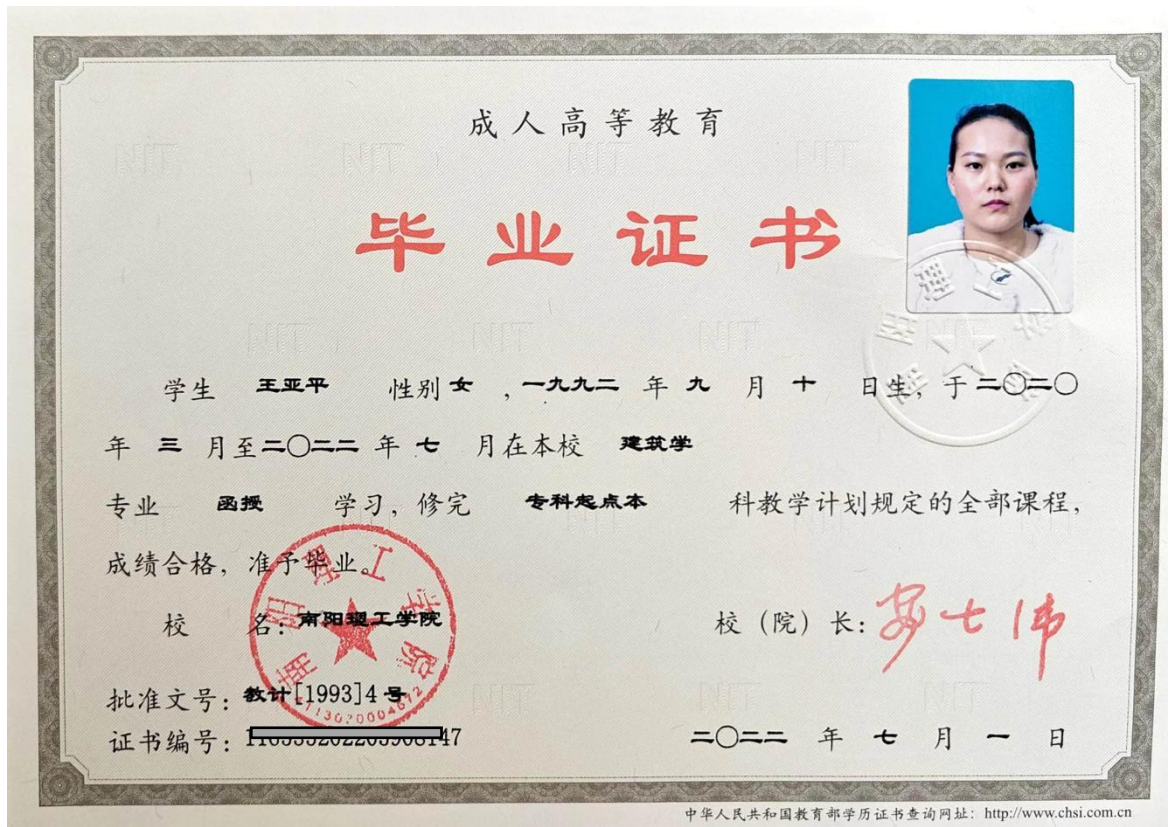 成人高等教育
毕业证书
学生 王亚平 性别 女 ，一九九二 年 九 月 十 日生，于 二〇二〇
年 三 月至 二〇二二 年 七 月在本校 建筑学
专业 函授 学习，修完 专科起点本 科教学计划规定的全部课程，
成绩合格，准予毕业。
校 名：南阳理工学院
校（院）长：
批准文号：教计[1993]4号
证书编号：
二〇二二 年 七 月 一 日
南阳理工学院
中华人民共和国教育部学历证书查询网址：http://www.chsi.com.cn